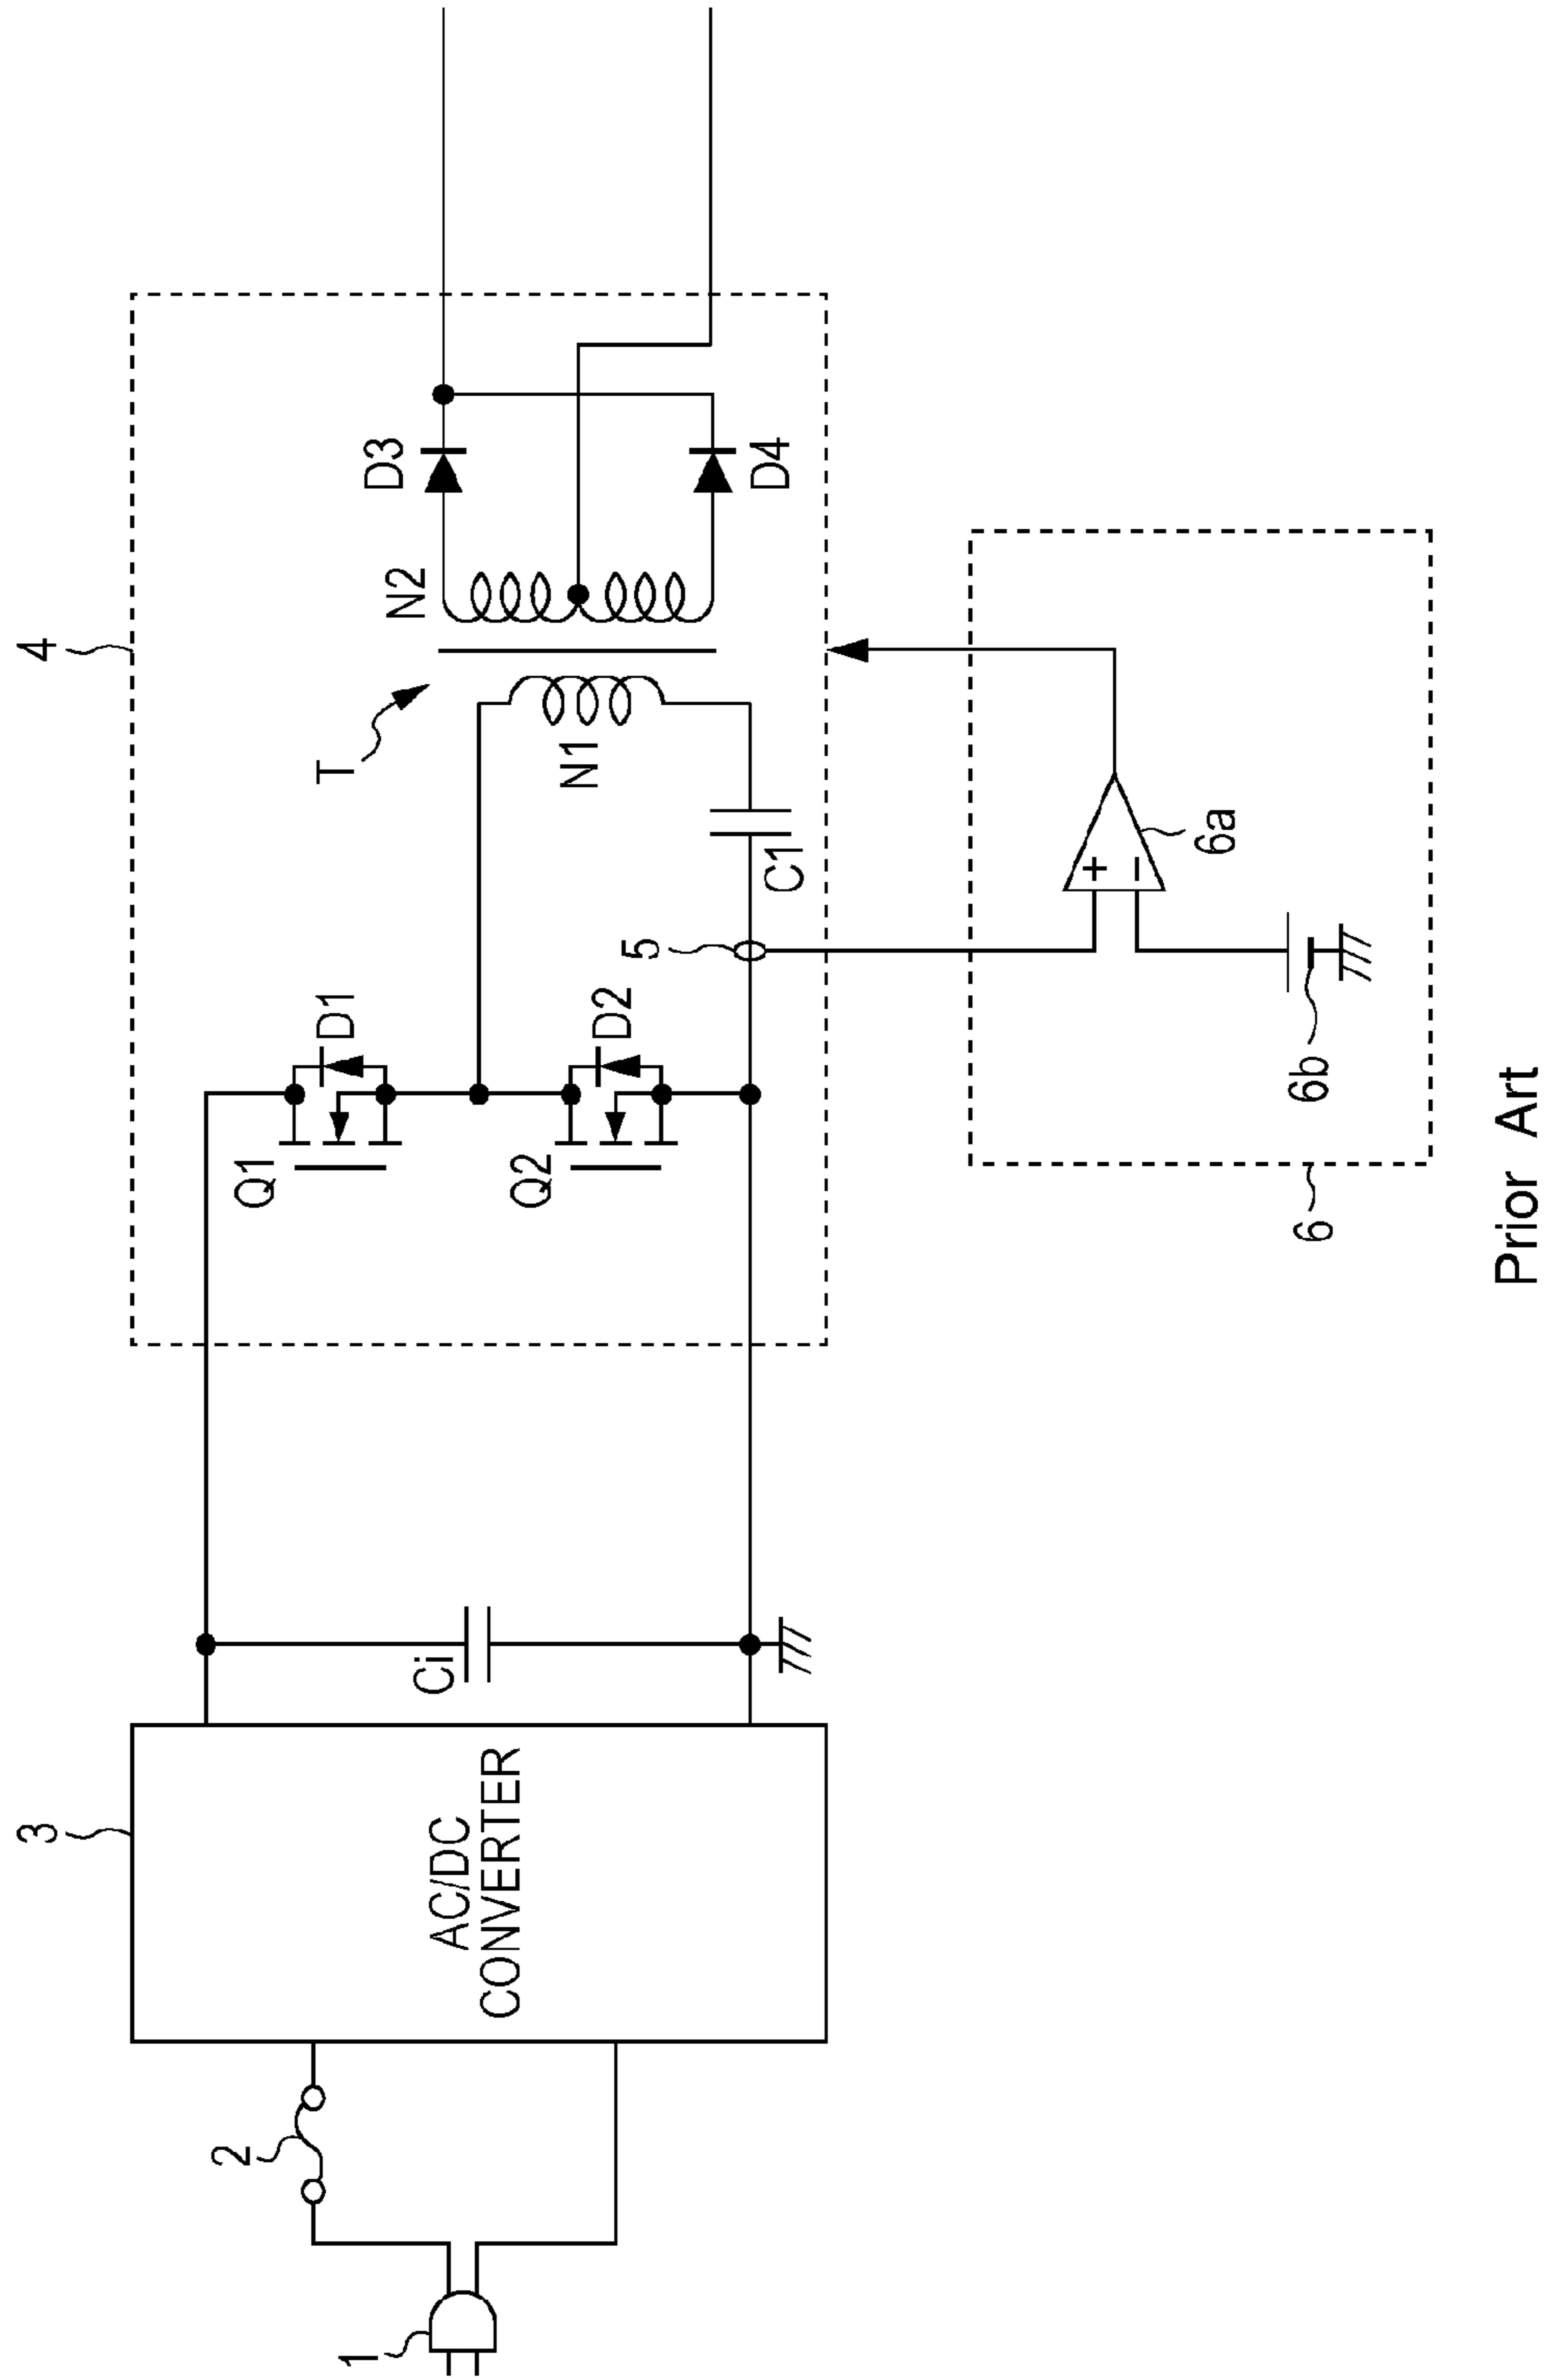 4
T
N2
D3
D4
N1
C1
5
D1
D2
Q1
Q2
+
−
6a
6b
6
Ci
3
AC/DC
CONVERTER
2
1
Prior Art